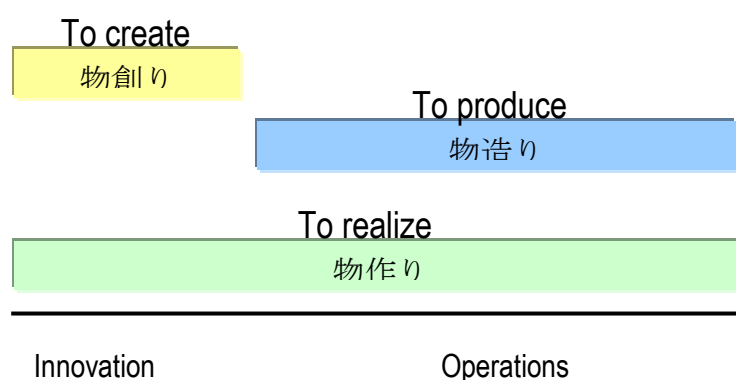 To create
物創り
To produce
物造り
To realize
物作り
Innovation
Operations